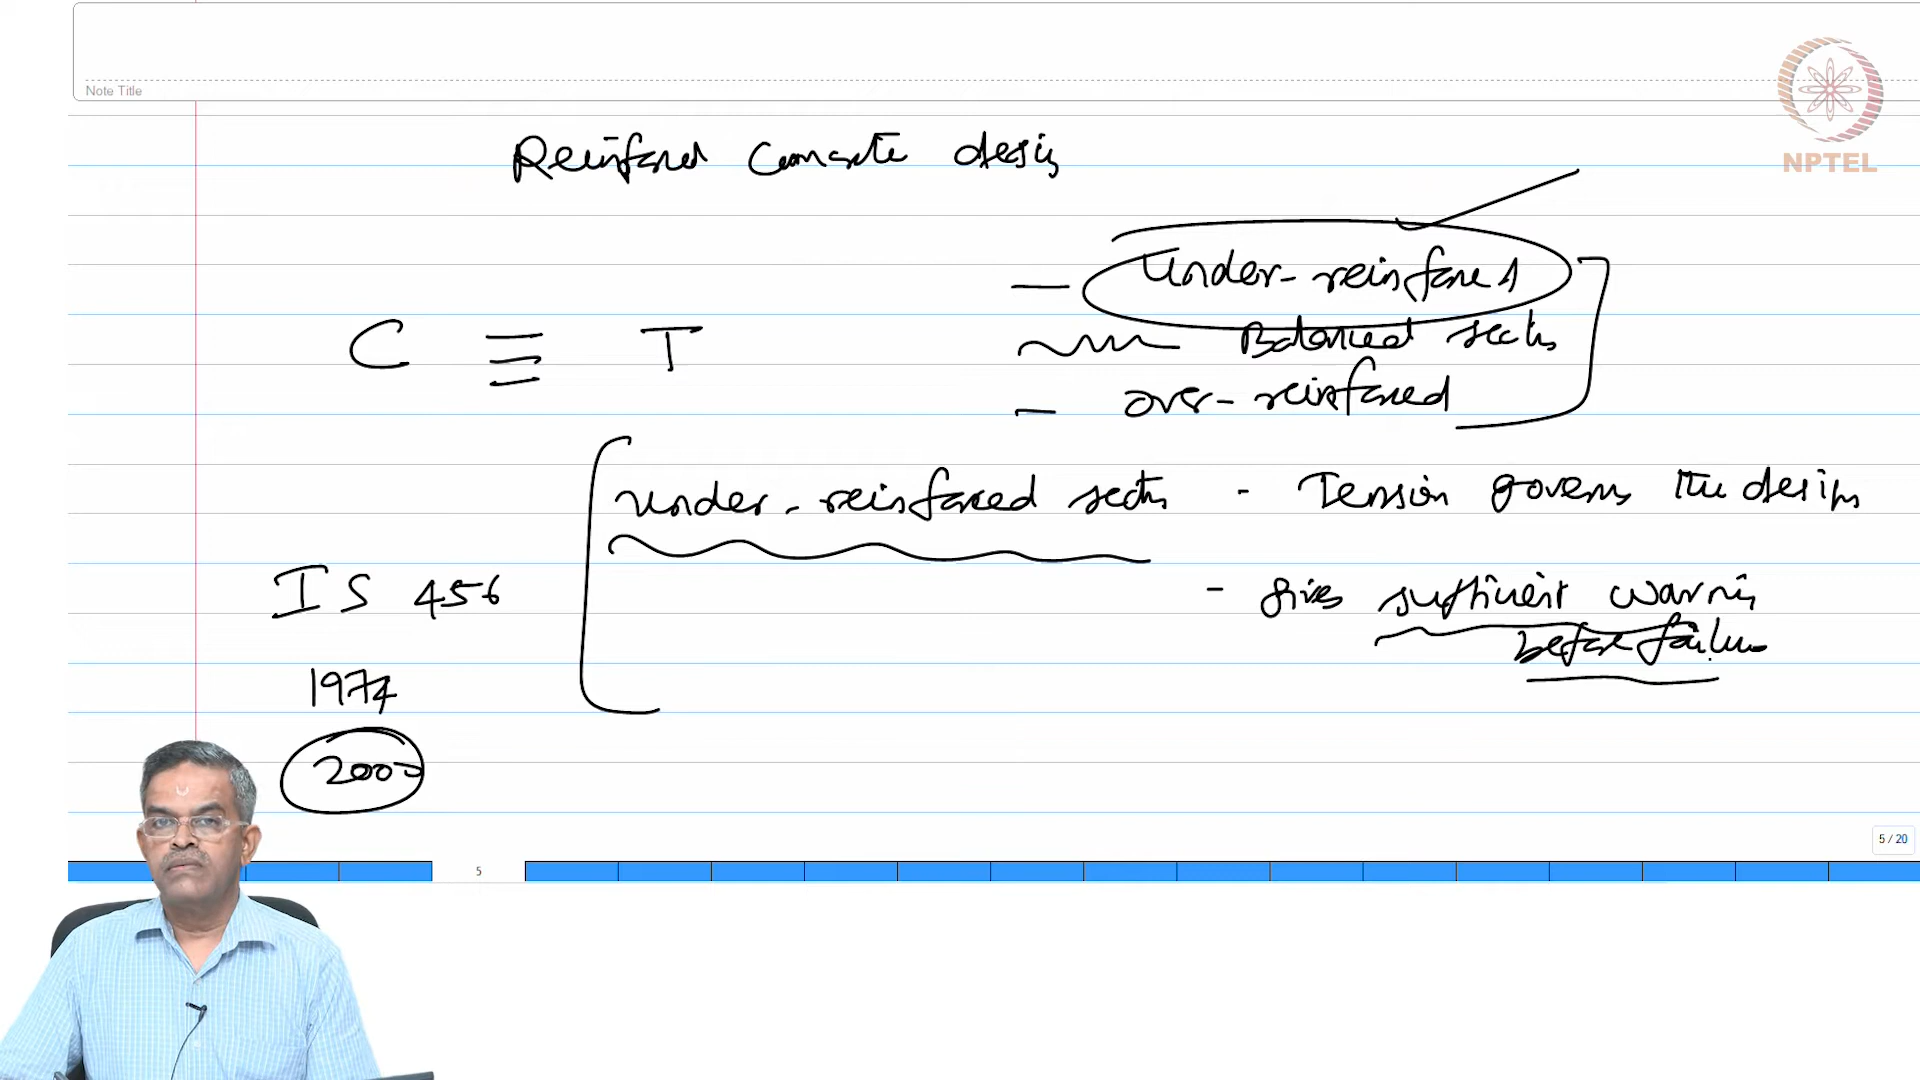 Note Title
NPTEL
Reinforced Concrete design
Under-reinforced
C ≡ T
Balanced section
over-reinforced
under-reinforced section - Tension governs the design
IS 456
- gives sufficient warning
before failure
1974
2000
5 / 20
5